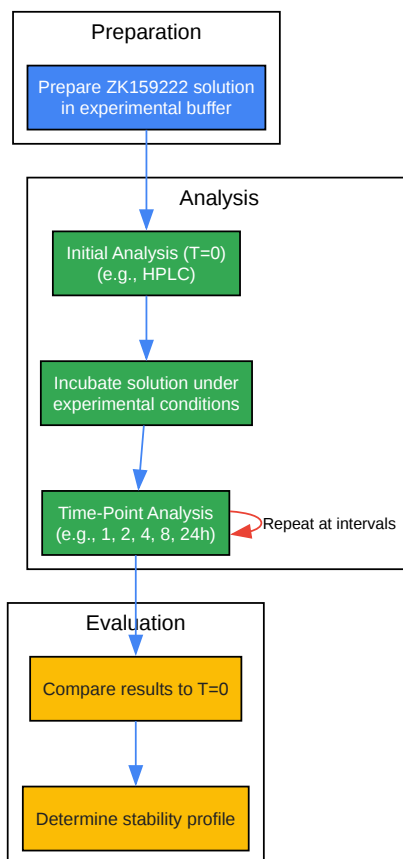 Preparation
Prepare ZK159222 solution
in experimental buffer
Analysis
Initial Analysis (T=0)
(e.g., HPLC)
Incubate solution under
experimental conditions
Time-Point Analysis
(e.g., 1, 2, 4, 8, 24h)
Repeat at intervals
Evaluation
Compare results to T=0
Determine stability profile